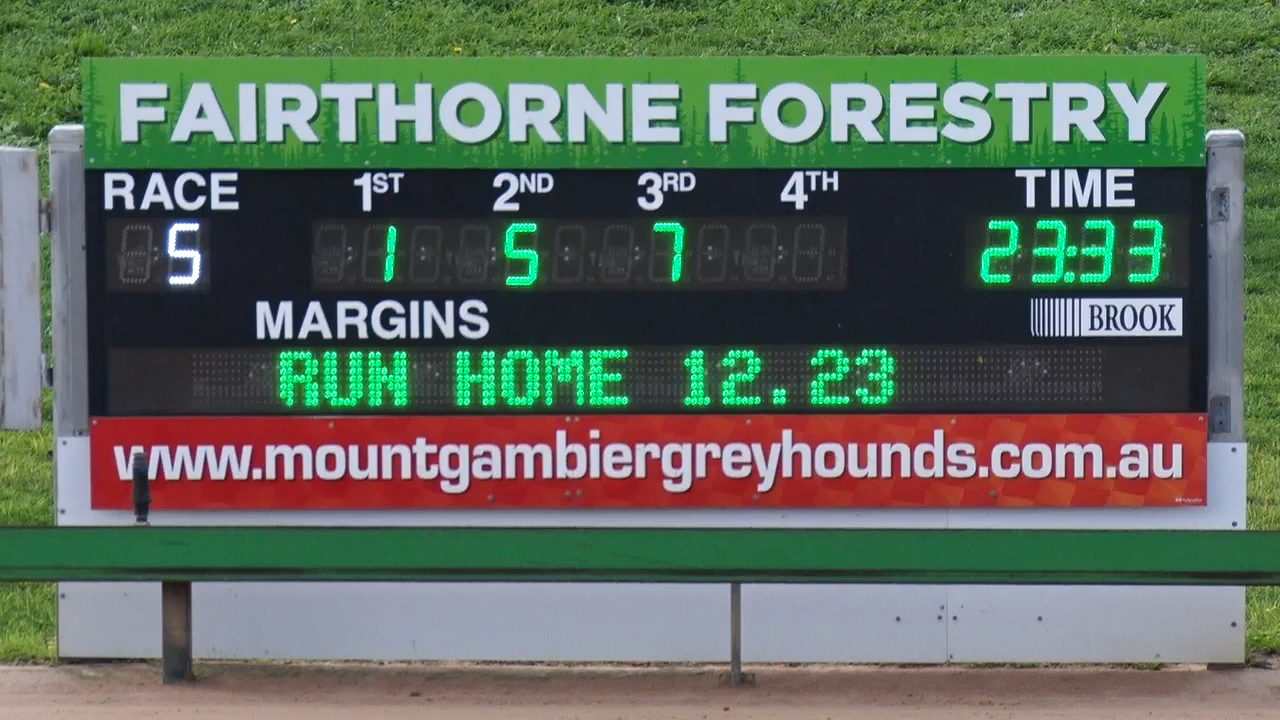 FAIRTHORNE FORESTRY
RACE 1ST 2ND 3RD 4TH TIME
5 1 5 7 23:33
MARGINS BROOK
RUN HOME 12.23
www.mountgambiergreyhounds.com.au